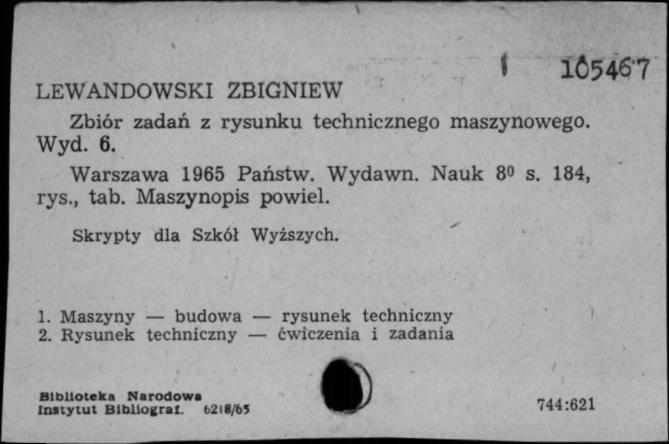 I 105467
LEWANDOWSKI ZBIGNIEW
Zbiór zadań z rysunku technicznego maszynowego.
Wyd. 6.
Warszawa 1965 Państw. Wydawn. Nauk 8⁰ s. 184,
rys., tab. Maszynopis powiel.
Skrypty dla Szkół Wyższych.
1. Maszyny — budowa — rysunek techniczny
2. Rysunek techniczny — ćwiczenia i zadania
Biblioteka Narodowa
Instytut Bibliograf. 6218/65
744:621